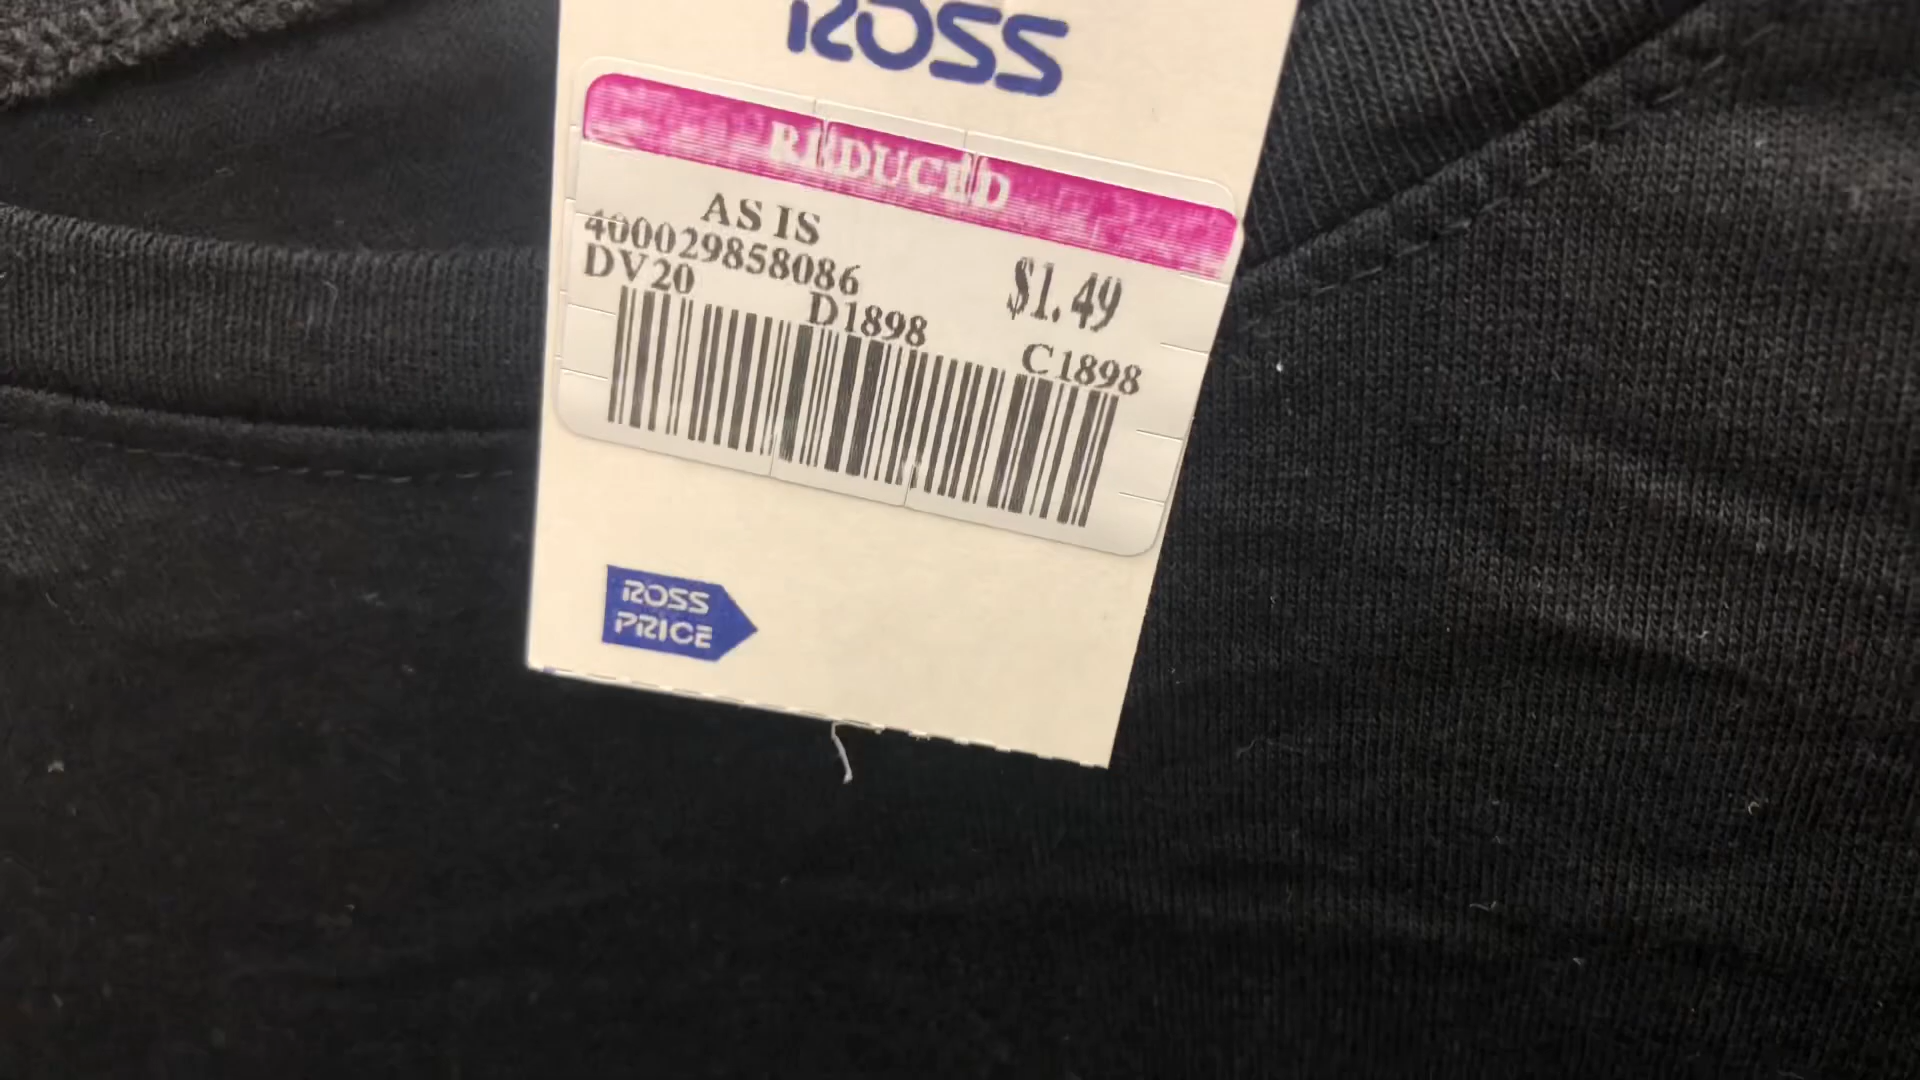 ROSS
REDUCED
AS IS
400029858086
$1.49
DV20
D1898
C1898
ROSS
PRICE